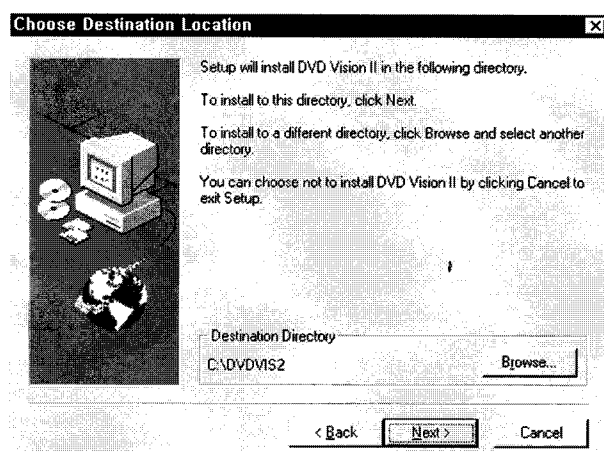 Choose Destination Location
Setup will install DVD Vision II in the following directory.
To install to this directory, click Next.
To install to a different directory, click Browse and select another
directory.
You can choose not to install DVD Vision II by clicking Cancel to
exit Setup.
Destination Directory
C:\DVDVIS2
Browse...
< Back
Next >
Cancel